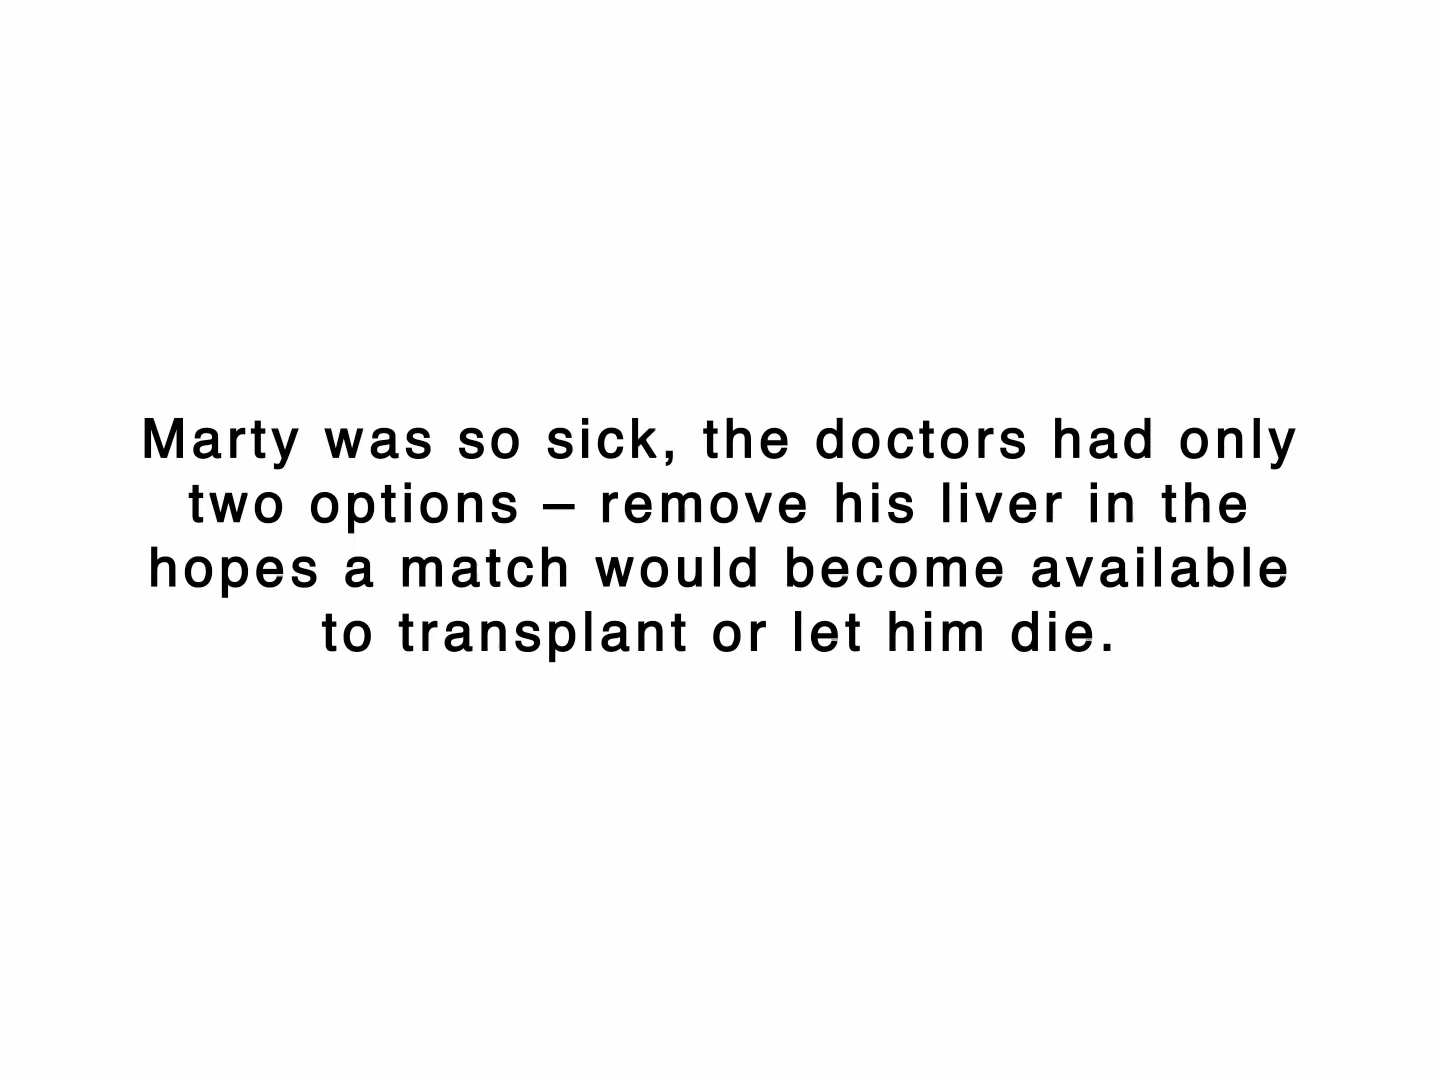 Marty was so sick, the doctors had only
two options – remove his liver in the
hopes a match would become available
to transplant or let him die.